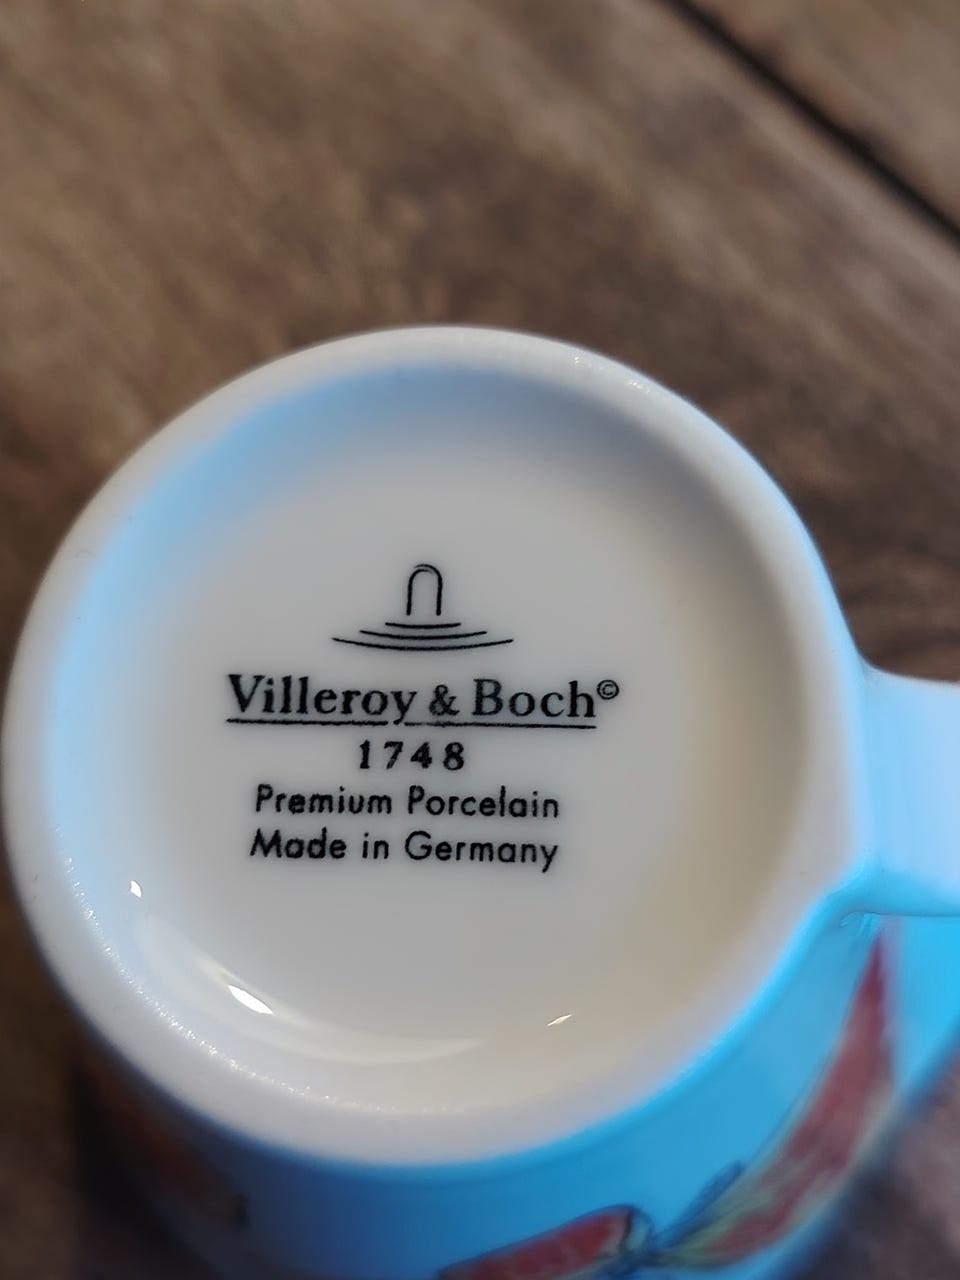 Villeroy & Boch©
1748
Premium Porcelain
Made in Germany